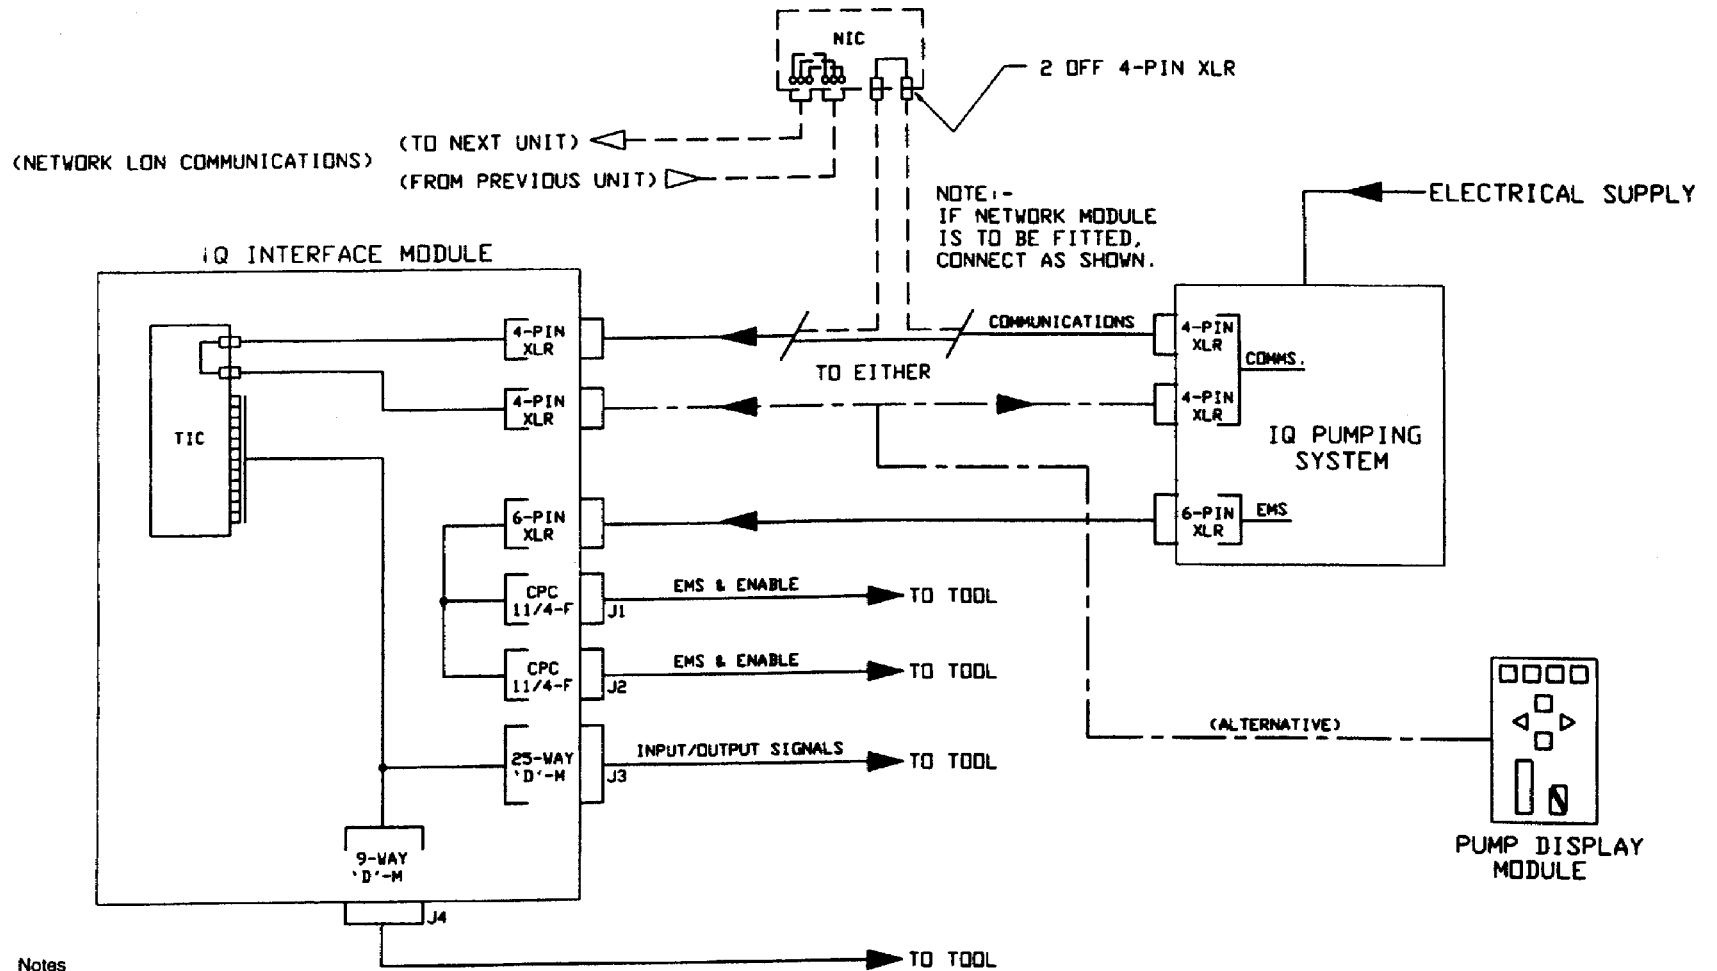 NIC
2 OFF 4-PIN XLR
(TO NEXT UNIT)
(NETWORK LON COMMUNICATIONS)
(FROM PREVIOUS UNIT)
NOTE:-
IF NETWORK MODULE
IS TO BE FITTED,
CONNECT AS SHOWN.
ELECTRICAL SUPPLY
iQ INTERFACE MODULE
4-PIN
XLR
COMMUNICATIONS
4-PIN
XLR
COMMS.
TO EITHER
4-PIN
XLR
4-PIN
XLR
TIC
IQ PUMPING
SYSTEM
6-PIN
XLR
6-PIN
XLR
EMS
CPC
11/4-F
J1
EMS & ENABLE
TO TOOL
CPC
11/4-F
J2
EMS & ENABLE
TO TOOL
(ALTERNATIVE)
25-WAY
'D'-M
J3
INPUT/OUTPUT SIGNALS
TO TOOL
PUMP DISPLAY
MODULE
9-WAY
'D'-M
J4
TO TOOL
Notes